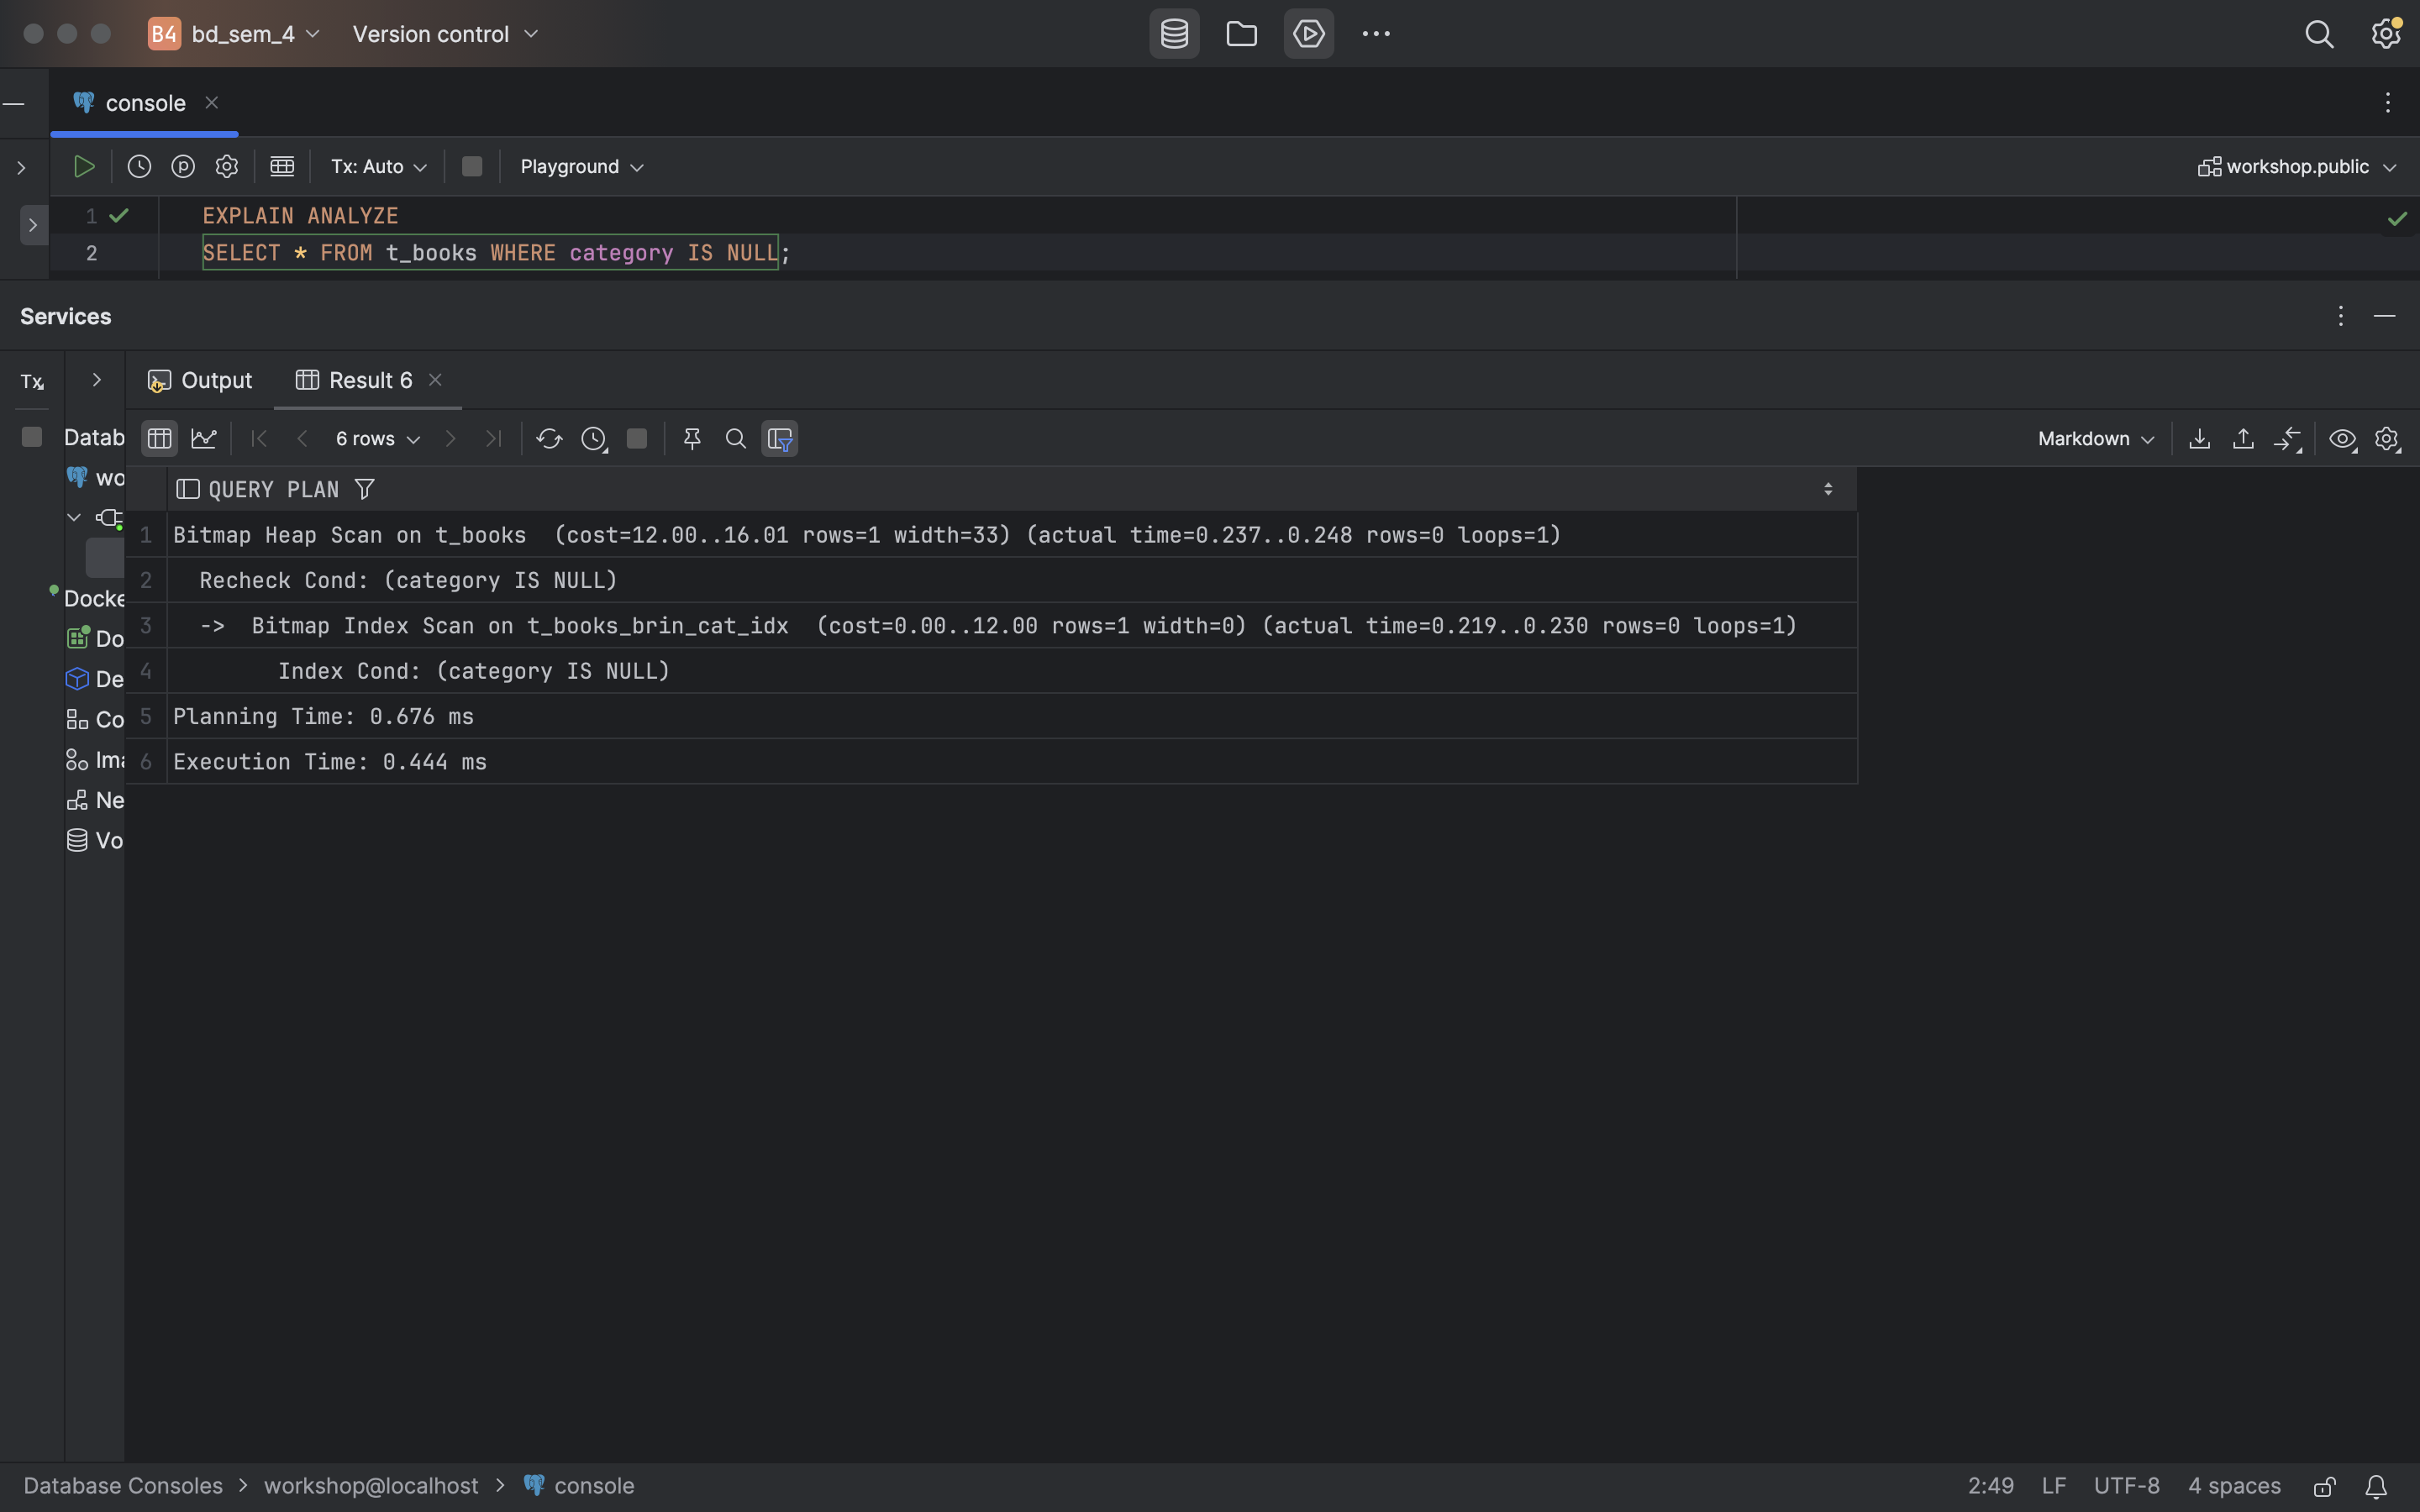 B4 bd_sem_4 Version control
console
Tx: Auto Playground workshop.public
1 EXPLAIN ANALYZE
2 SELECT * FROM t_books WHERE category IS NULL;
Services
Tx Output Result 6
Datab 6 rows Markdown
wo
QUERY PLAN
1 Bitmap Heap Scan on t_books (cost=12.00..16.01 rows=1 width=33) (actual time=0.237..0.248 rows=0 loops=1)
2 Recheck Cond: (category IS NULL)
3 -> Bitmap Index Scan on t_books_brin_cat_idx (cost=0.00..12.00 rows=1 width=0) (actual time=0.219..0.230 rows=0 loops=1)
4 Index Cond: (category IS NULL)
5 Planning Time: 0.676 ms
6 Execution Time: 0.444 ms
Docke
Do
De
Co
Ima
Ne
Vo
Database Consoles > workshop@localhost > console 2:49 LF UTF-8 4 spaces